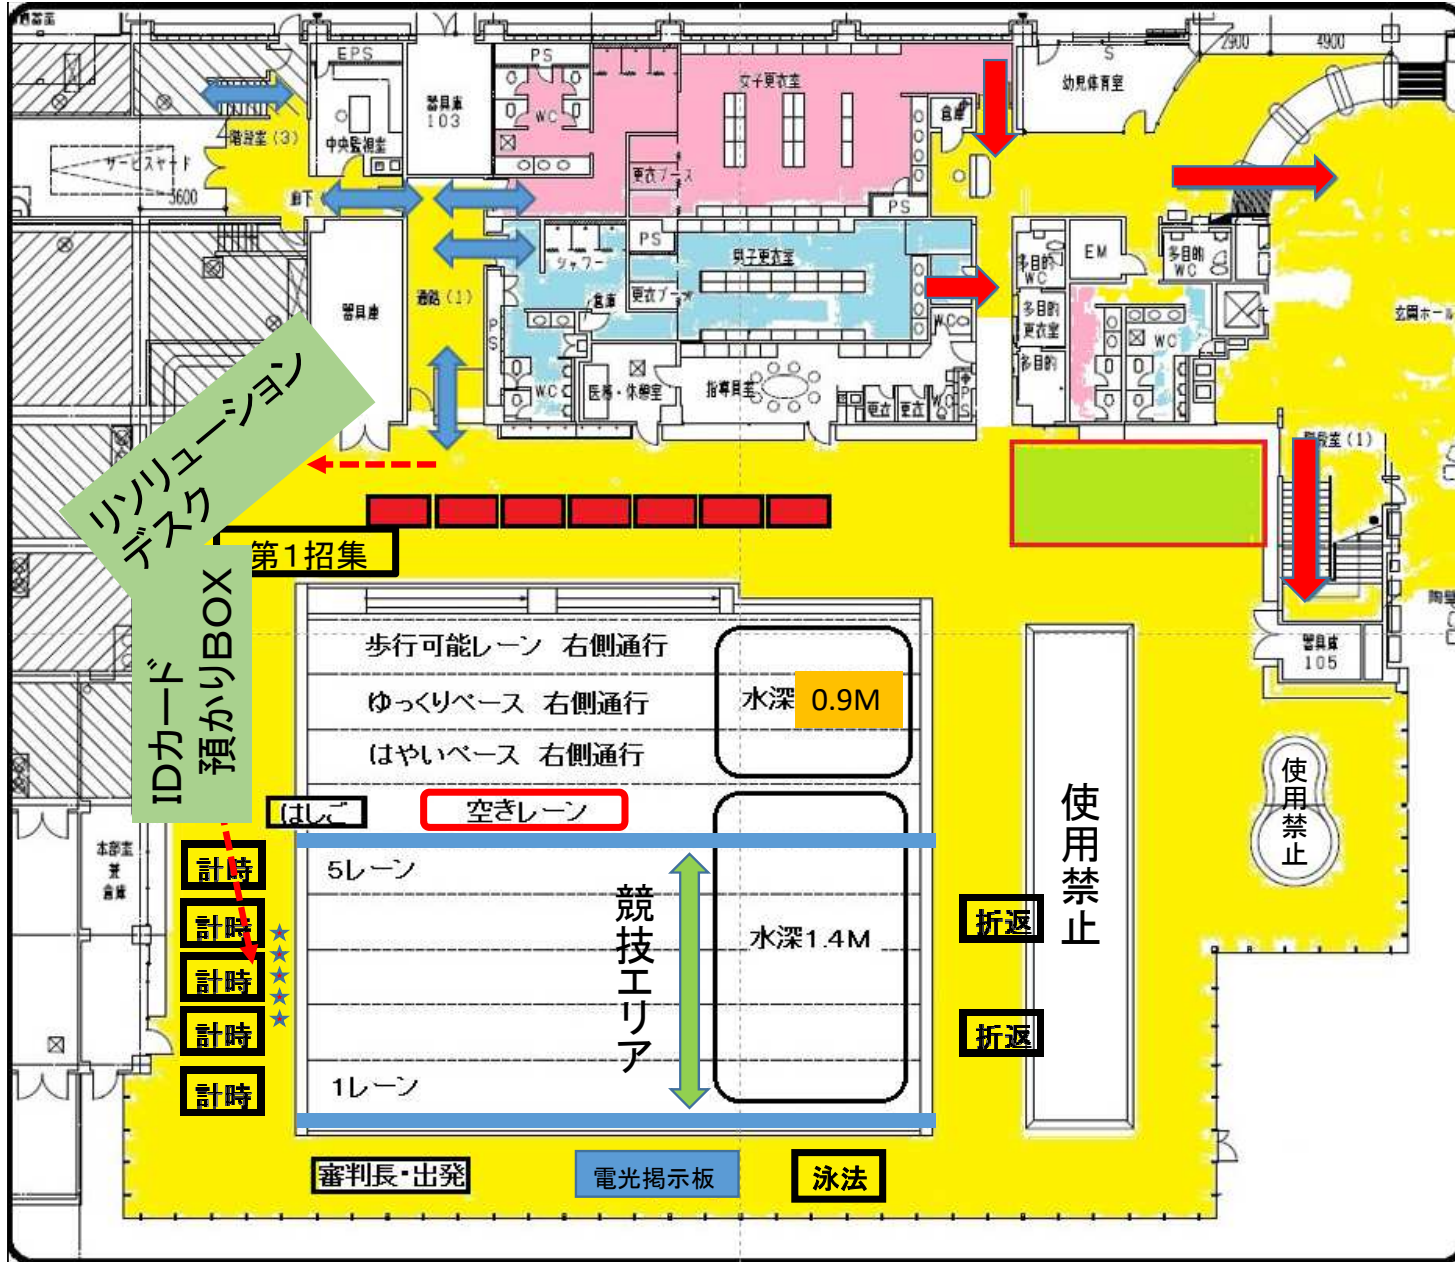 EPS
PS
S
2900
4900
器具庫
103
女子更衣室
幼児体育室
倉庫
WC
階段室(3)
中央監視室
サービスヤード
更衣ブース
3600
廊下
PS
PS
シャワー
男子更衣室
多目的
WC
EM
多目的
WC
器具庫
通路(1)
更衣ブース
倉庫
玄関ホール
PS
WC
多目的
更衣室
WC
多目的
WC
医務・休憩室
指導員室
更衣
更衣
WC
PS
階段室(1)
リソリューション
デスク
第1招集
IDカード
預かりBOX
器具庫
105
歩行可能レーン 右側通行
ゆっくりペース 右側通行
水深 0.9M
はやいペース 右側通行
はしご
空きレーン
使用禁止
使用禁止
本部室
兼
倉庫
計時
計時
計時
計時
計時
5レーン
競技エリア
水深1.4M
1レーン
折返
折返
審判長・出発
電光掲示板
泳法